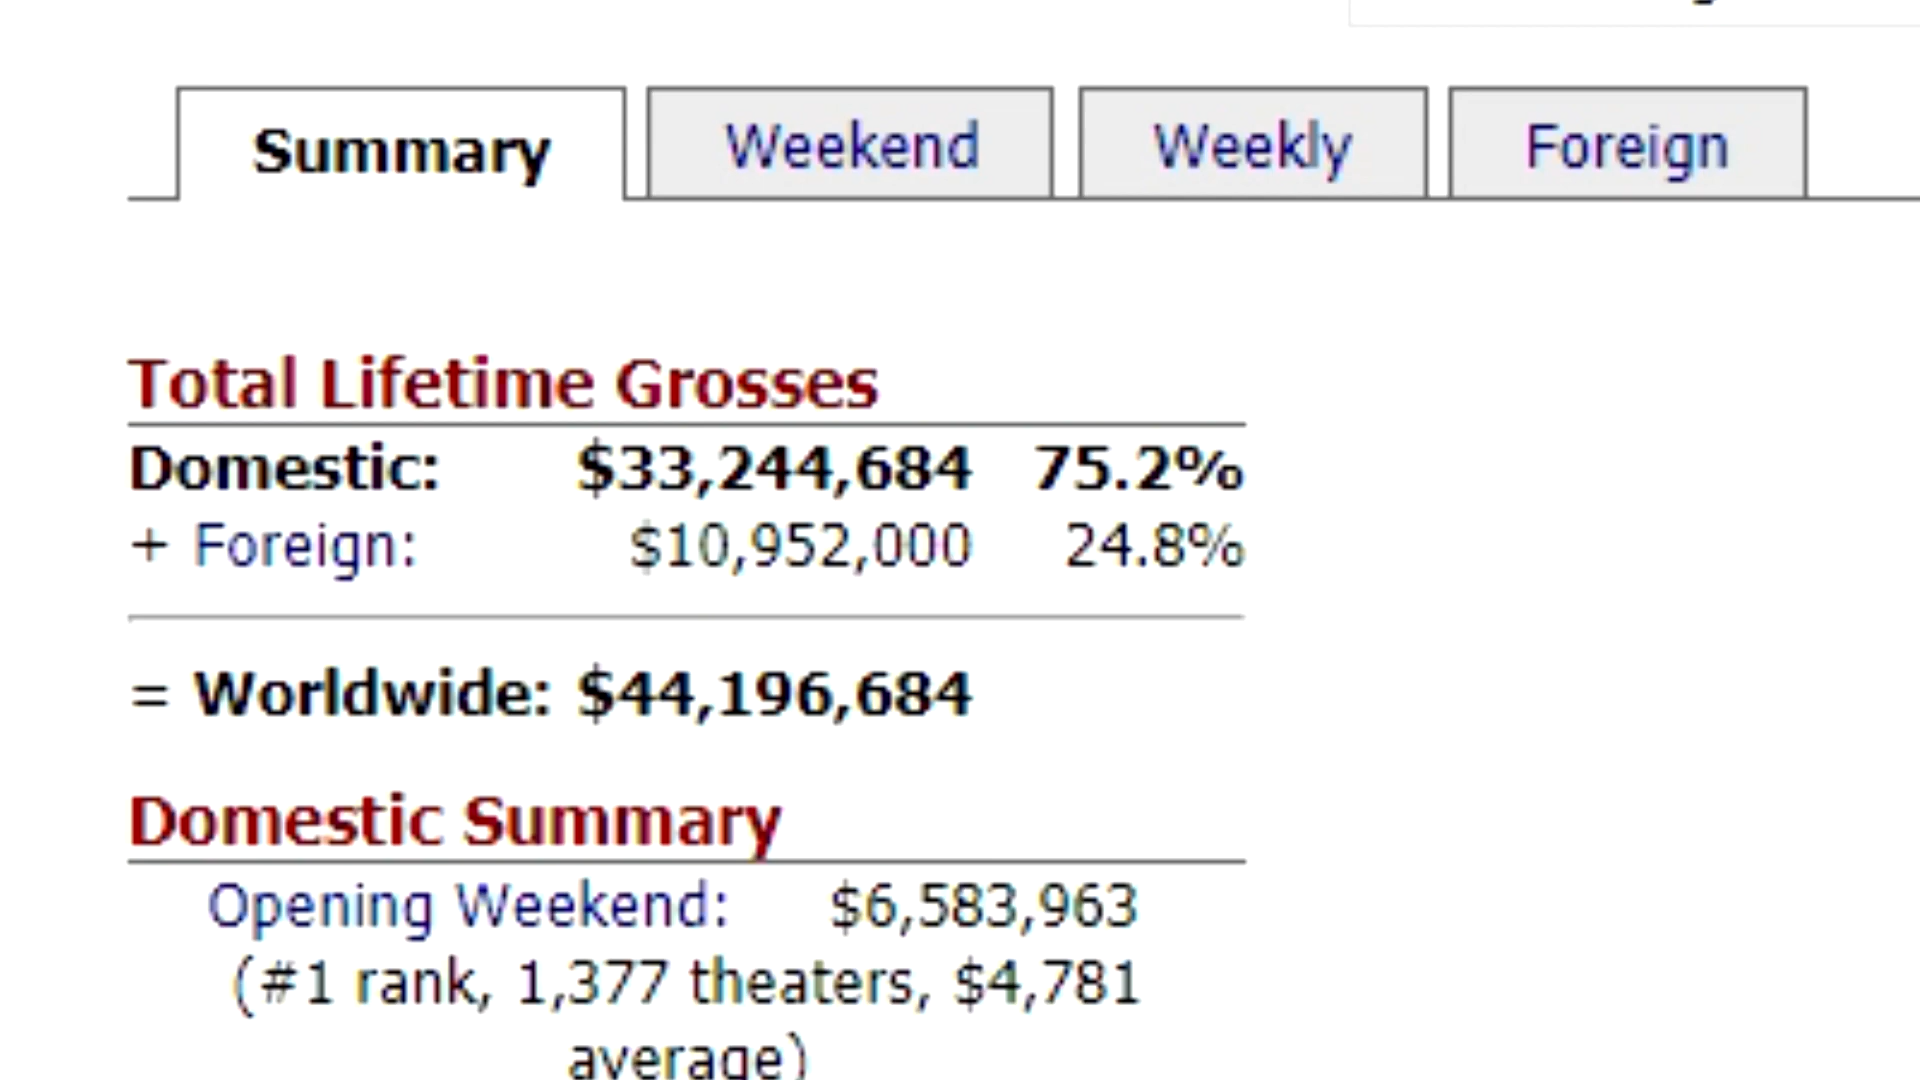 Summary Weekend Weekly Foreign
Total Lifetime Grosses
Domestic: $33,244,684 75.2%
+ Foreign: $10,952,000 24.8%
= Worldwide: $44,196,684
Domestic Summary
Opening Weekend: $6,583,963
(#1 rank, 1,377 theaters, $4,781
average)